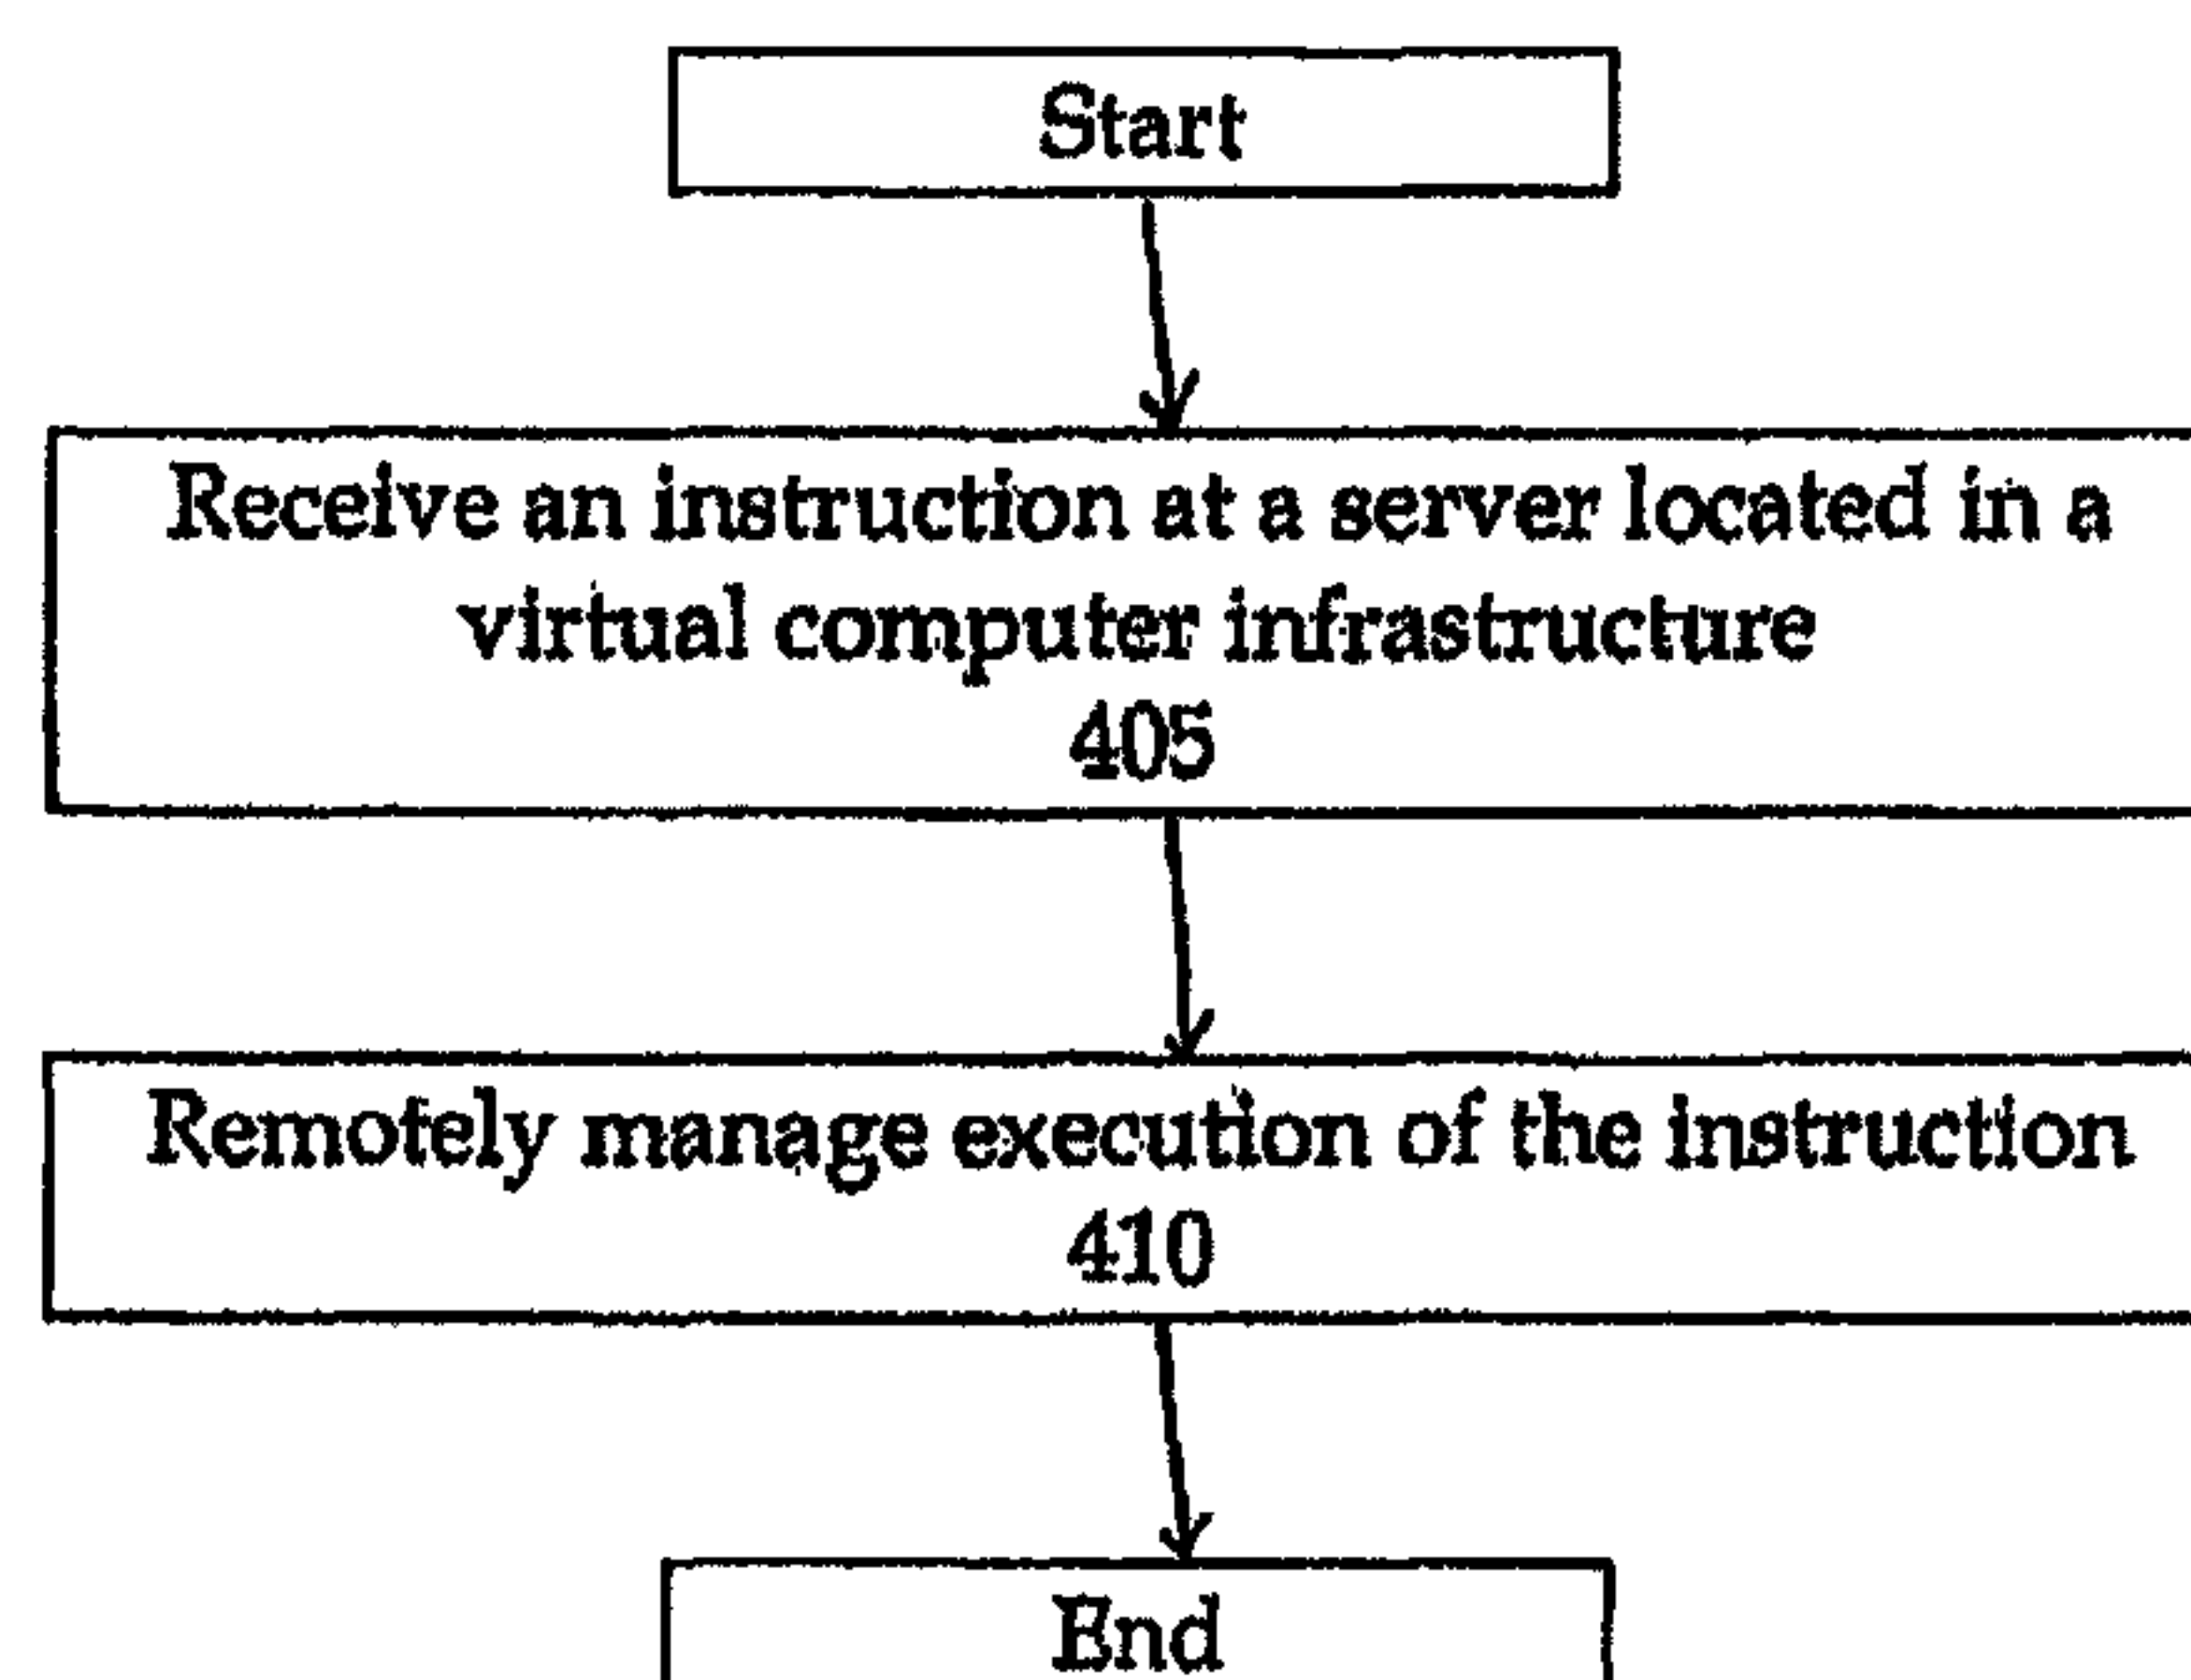 Start
Receive an instruction at a server located in a
virtual computer infrastructure
405
Remotely manage execution of the instruction
410
End